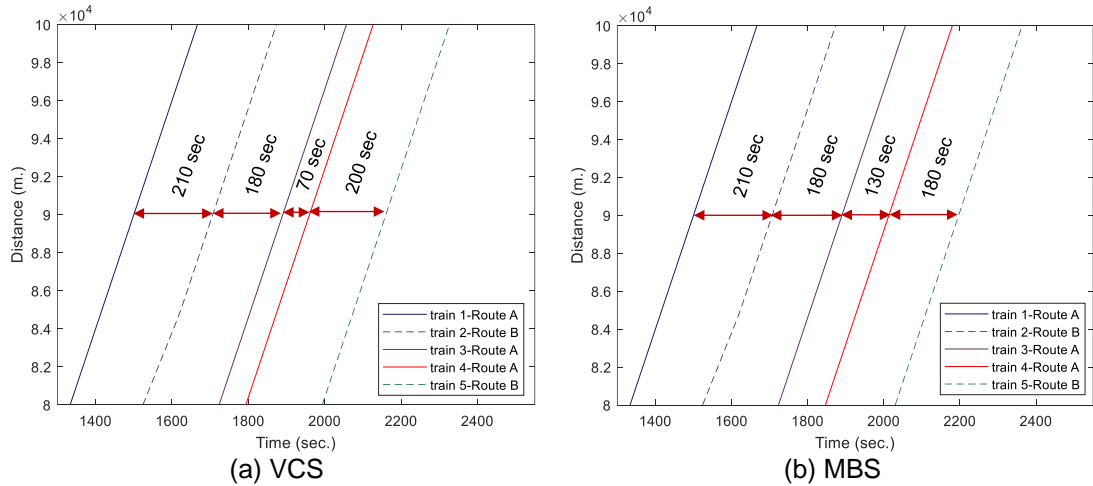 ×10⁴
10
9.8
9.6
9.4
9.2
9
8.8
8.6
8.4
8.2
8
Distance (m.)
210 sec
180 sec
70 sec
200 sec
train 1-Route A
train 2-Route B
train 3-Route A
train 4-Route A
train 5-Route B
1400 1600 1800 2000 2200 2400
Time (sec.)
(a) VCS
×10⁴
10
9.8
9.6
9.4
9.2
9
8.8
8.6
8.4
8.2
8
Distance (m.)
210 sec
180 sec
130 sec
180 sec
train 1-Route A
train 2-Route B
train 3-Route A
train 4-Route A
train 5-Route B
1400 1600 1800 2000 2200 2400
Time (sec.)
(b) MBS